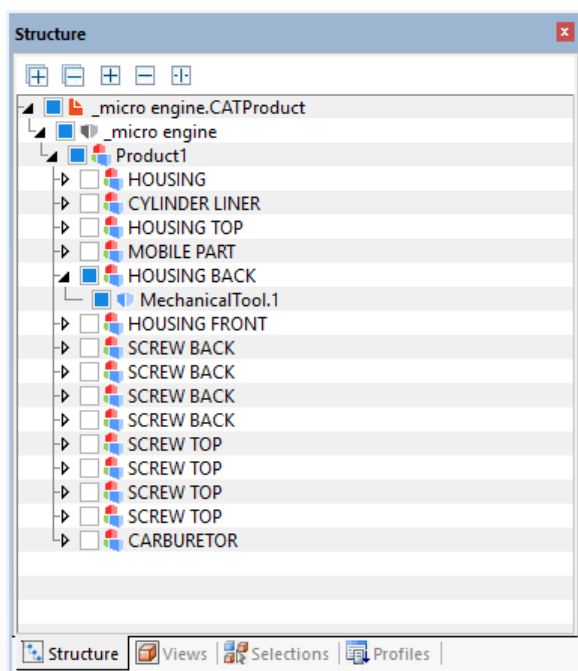 Structure
_micro engine.CATProduct
_micro engine
Product1
HOUSING
CYLINDER LINER
HOUSING TOP
MOBILE PART
HOUSING BACK
MechanicalTool.1
HOUSING FRONT
SCREW BACK
SCREW BACK
SCREW BACK
SCREW BACK
SCREW TOP
SCREW TOP
SCREW TOP
SCREW TOP
CARBURETOR
Structure Views Selections Profiles